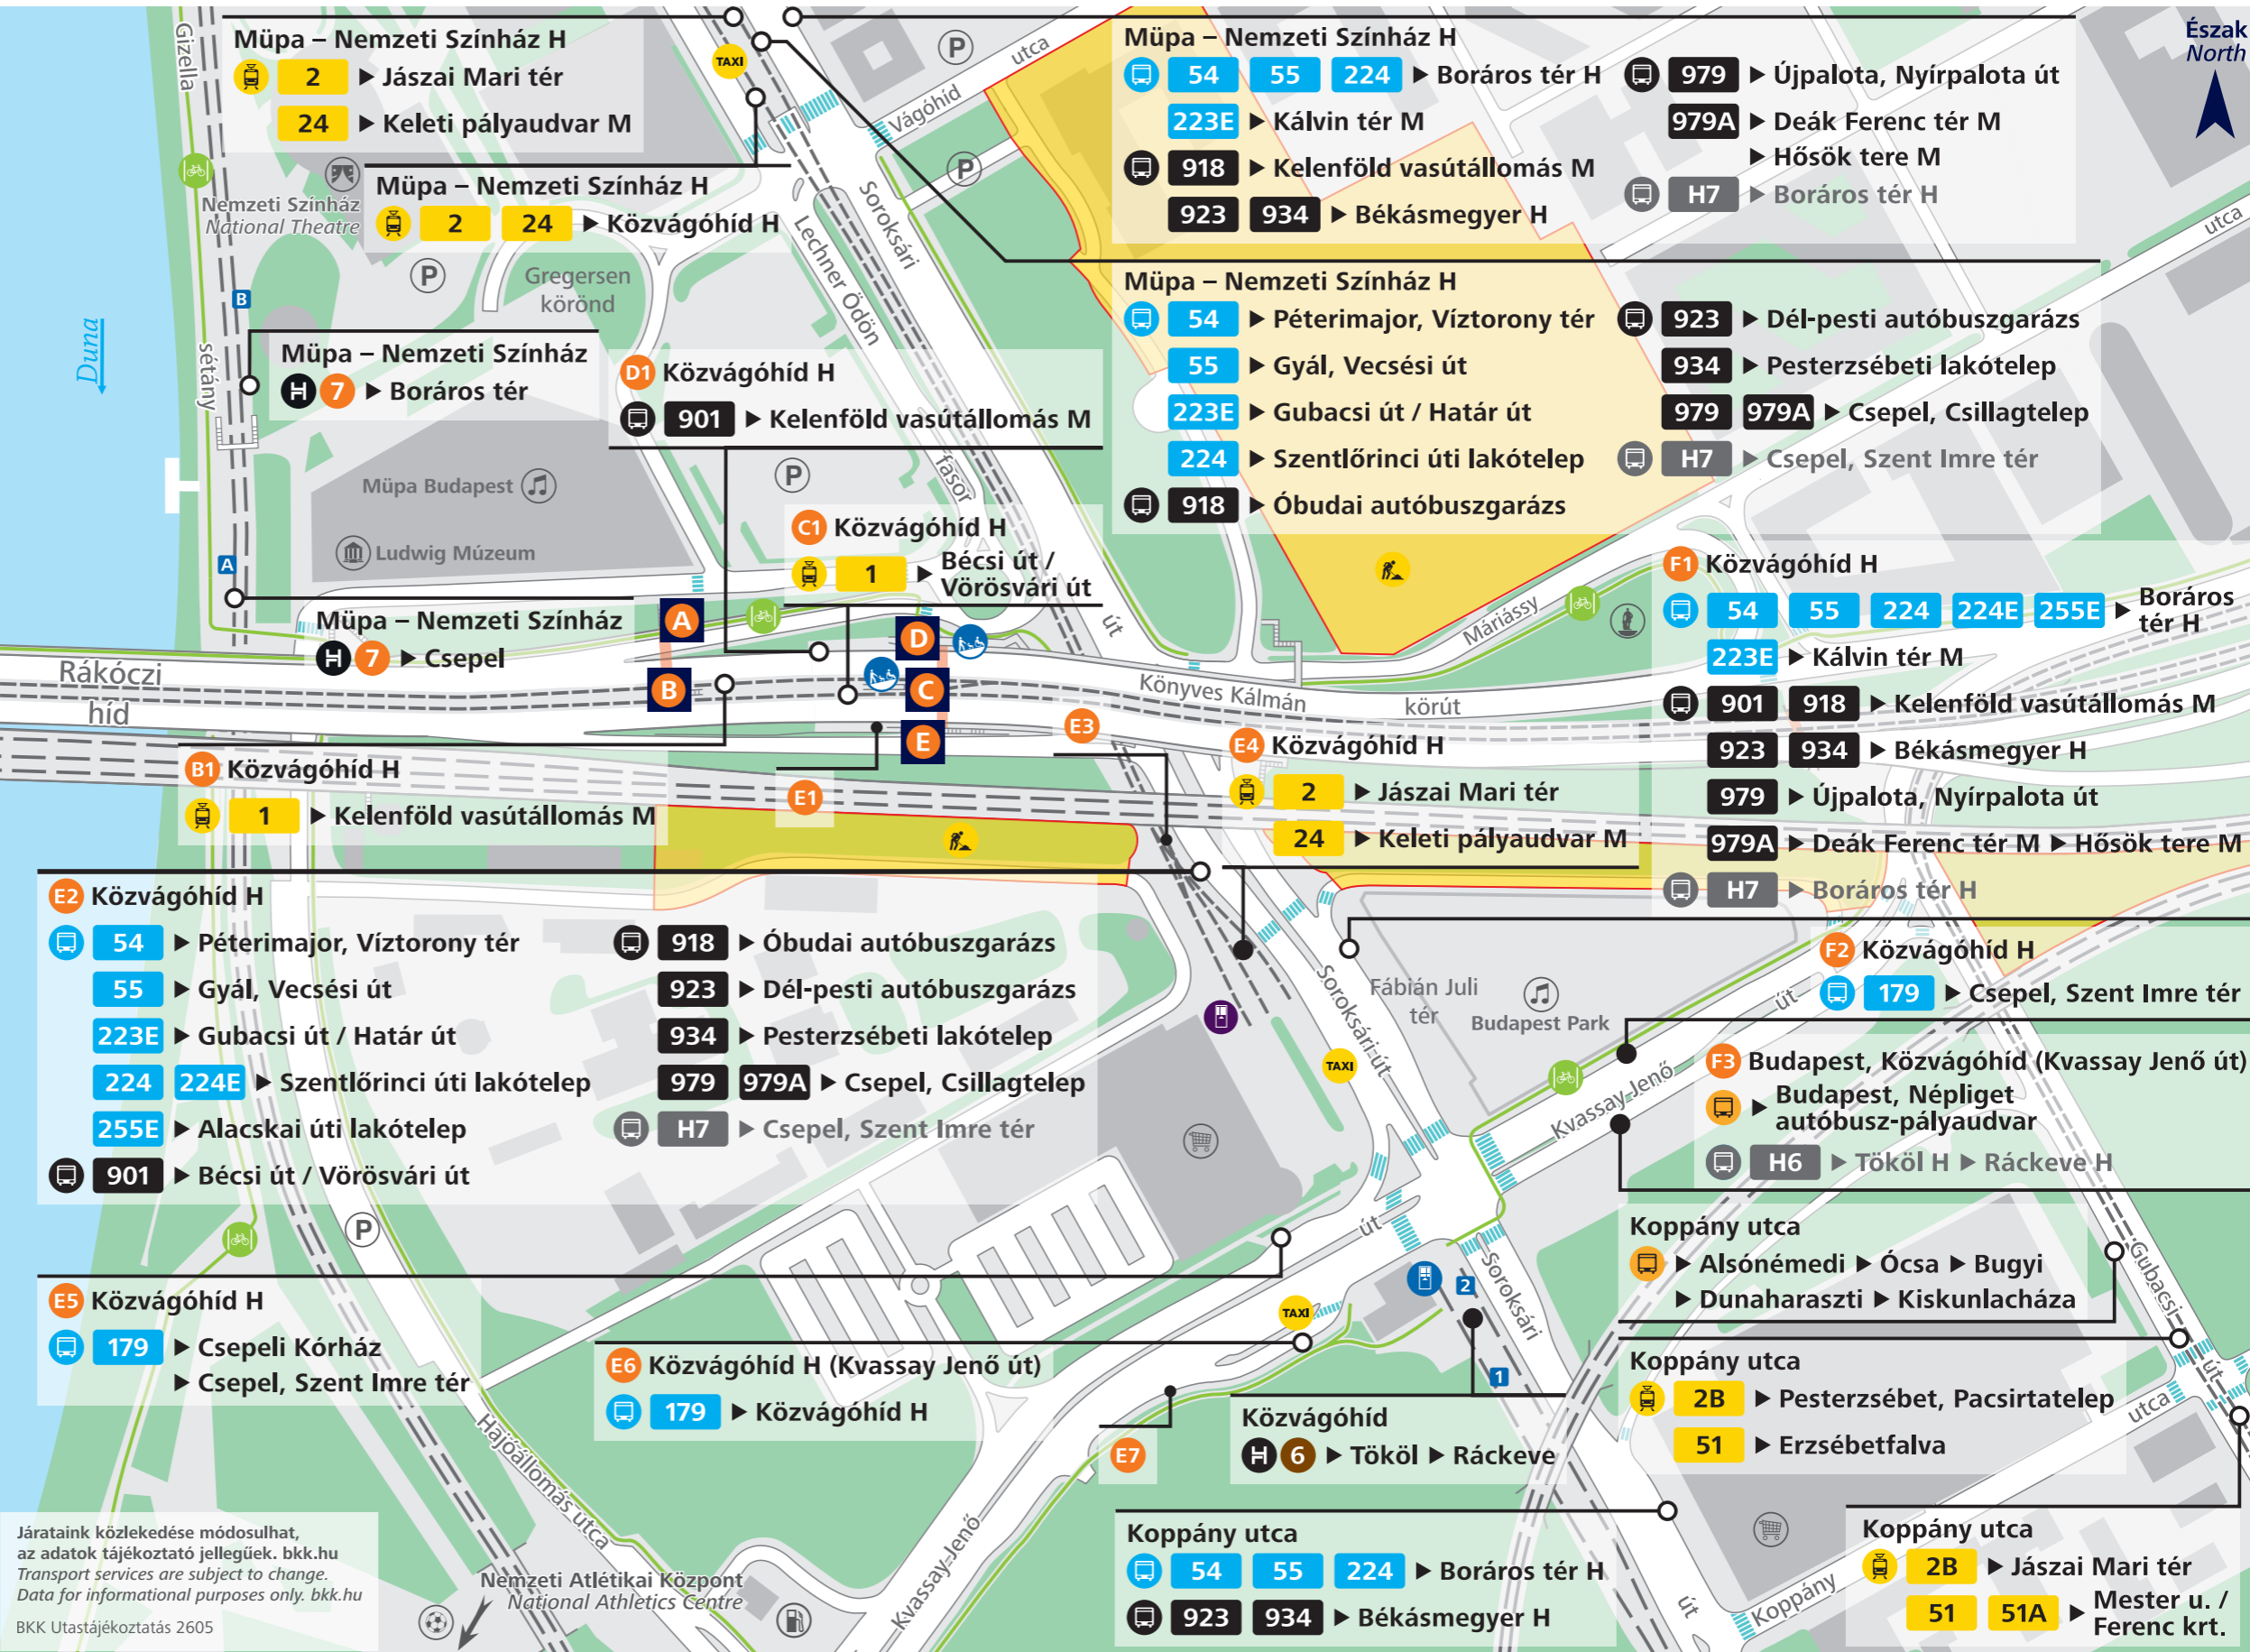 Gizella
sétány
Duna
Müpa – Nemzeti Színház H
2 ▶ Jászai Mari tér
24 ▶ Keleti pályaudvar M
TAXI
P
Vágóhíd utca
P
Müpa – Nemzeti Színház H
2 24 ▶ Közvágóhíd H
Nemzeti Színház
National Theatre
P
Gregersen
körönd
Lechner Ödön
fasor
Soroksári
út
Müpa – Nemzeti Színház H
54 55 224 ▶ Boráros tér H
223E ▶ Kálvin tér M
918 ▶ Kelenföld vasútállomás M
923 934 ▶ Békásmegyer H
979 ▶ Újpalota, Nyírpalota út
979A ▶ Deák Ferenc tér M
▶ Hősök tere M
H7 ▶ Boráros tér H
Észak
North
utca
Müpa – Nemzeti Színház H
54 ▶ Péterimajor, Víztorony tér
55 ▶ Gyál, Vecsési út
223E ▶ Gubacsi út / Határ út
224 ▶ Szentlőrinci úti lakótelep
918 ▶ Óbudai autóbuszgarázs
923 ▶ Dél-pesti autóbuszgarázs
934 ▶ Pesterzsébeti lakótelep
979 979A ▶ Csepel, Csillagtelep
H7 ▶ Csepel, Szent Imre tér
B
Müpa – Nemzeti Színház
H 7 ▶ Boráros tér
D1 Közvágóhíd H
901 ▶ Kelenföld vasútállomás M
H
Müpa Budapest
P
Ludwig Múzeum
A
C1 Közvágóhíd H
1 ▶ Bécsi út /
Vörösvári út
Máriássy
Müpa – Nemzeti Színház
H 7 ▶ Csepel
A
D
B
C
E
Rákóczi
híd
Könyves Kálmán
körút
E3
F1 Közvágóhíd H
54 55 224 224E 255E ▶ Boráros
tér H
223E ▶ Kálvin tér M
901 918 ▶ Kelenföld vasútállomás M
923 934 ▶ Békásmegyer H
979 ▶ Újpalota, Nyírpalota út
979A ▶ Deák Ferenc tér M ▶ Hősök tere M
H7 ▶ Boráros tér H
B1 Közvágóhíd H
1 ▶ Kelenföld vasútállomás M
E1
E4 Közvágóhíd H
2 ▶ Jászai Mari tér
24 ▶ Keleti pályaudvar M
E2 Közvágóhíd H
54 ▶ Péterimajor, Víztorony tér
55 ▶ Gyál, Vecsési út
223E ▶ Gubacsi út / Határ út
224 224E ▶ Szentlőrinci úti lakótelep
255E ▶ Alacskai úti lakótelep
901 ▶ Bécsi út / Vörösvári út
918 ▶ Óbudai autóbuszgarázs
923 ▶ Dél-pesti autóbuszgarázs
934 ▶ Pesterzsébeti lakótelep
979 979A ▶ Csepel, Csillagtelep
H7 ▶ Csepel, Szent Imre tér
F2 Közvágóhíd H
179 ▶ Csepel, Szent Imre tér
Fábián Juli
tér
Budapest Park
Soroksári út
TAXI
Kvassay Jenő
út
F3 Budapest, Közvágóhíd (Kvassay Jenő út)
▶ Budapest, Népliget
autóbusz-pályaudvar
H6 ▶ Tököl H ▶ Ráckeve H
P
út
Koppány utca
▶ Alsónémedi ▶ Ócsa ▶ Bugyi
▶ Dunaharaszti ▶ Kiskunlacháza
Gubacsi
út
E5 Közvágóhíd H
179 ▶ Csepeli Kórház
▶ Csepel, Szent Imre tér
TAXI
2
Soroksári
1
E6 Közvágóhíd H (Kvassay Jenő út)
179 ▶ Közvágóhíd H
Koppány utca
2B ▶ Pesterzsébet, Pacsirtatelep
51 ▶ Erzsébetfalva
utca
E7
Közvágóhíd
H 6 ▶ Tököl ▶ Ráckeve
Hajóállomás utca
Kvassay Jenő
Koppány utca
54 55 224 ▶ Boráros tér H
923 934 ▶ Békásmegyer H
út
Koppány
Koppány utca
2B ▶ Jászai Mari tér
51 51A ▶ Mester u. /
Ferenc krt.
Nemzeti Atlétikai Központ
National Athletics Centre
Járataink közlekedése módosulhat,
az adatok tájékoztató jellegűek. bkk.hu
Transport services are subject to change.
Data for informational purposes only. bkk.hu
BKK Utastájékoztatás 2605